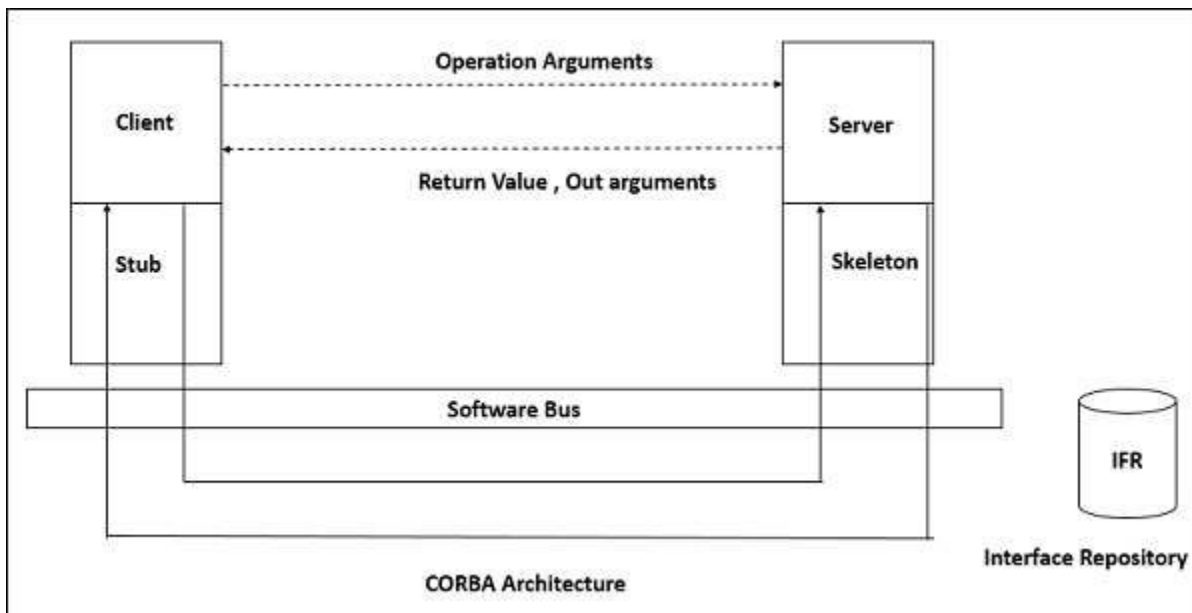 Operation Arguments
Client
Server
Return Value , Out arguments
Stub
Skeleton
Software Bus
IFR
Interface Repository
CORBA Architecture